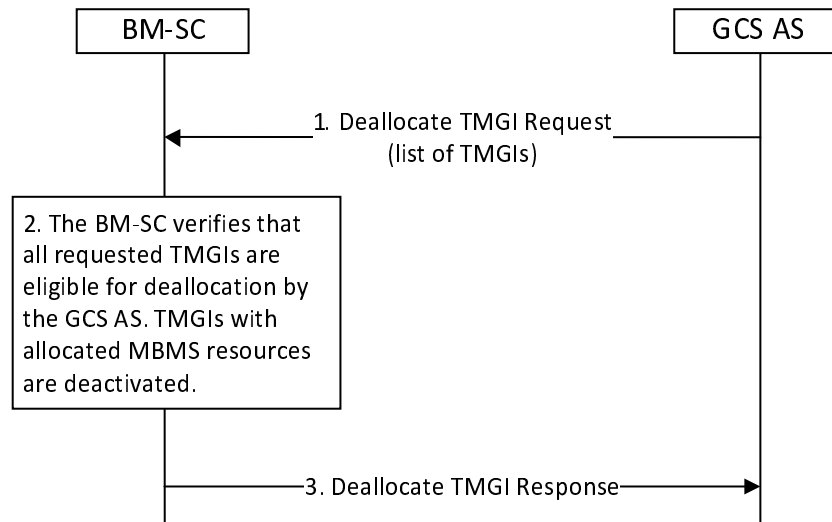 BM-SC
GCS AS
1. Deallocate TMGI Request
(list of TMGIs)
2. The BM-SC verifies that
all requested TMGIs are
eligible for deallocation by
the GCS AS. TMGIs with
allocated MBMS resources
are deactivated.
3. Deallocate TMGI Response